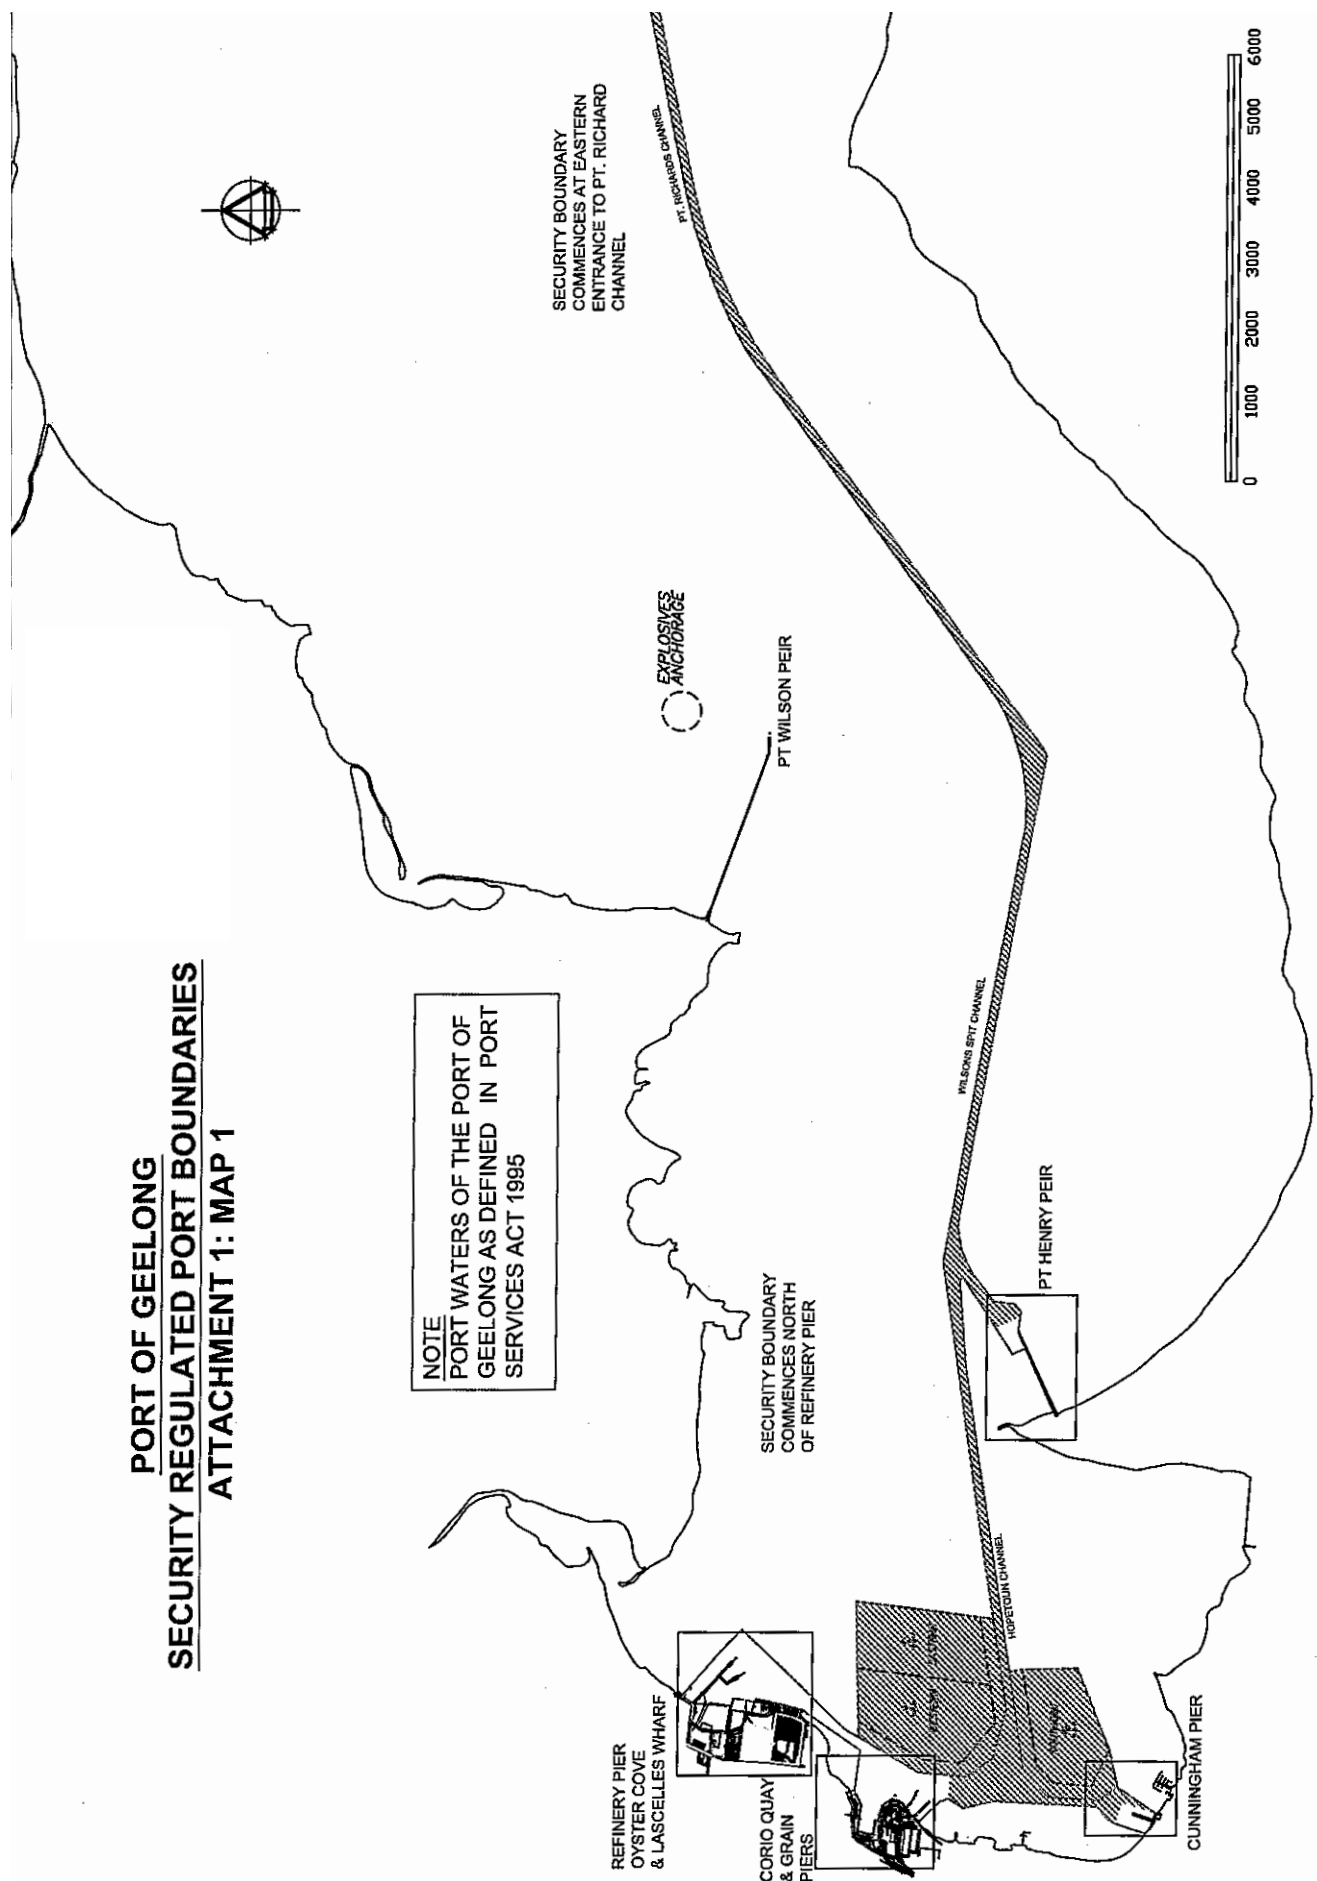 PORT OF GEELONG
SECURITY REGULATED PORT BOUNDARIES
ATTACHMENT 1: MAP 1
NOTE
PORT WATERS OF THE PORT OF
GEELONG AS DEFINED IN PORT
SERVICES ACT 1995
SECURITY BOUNDARY
COMMENCES AT EASTERN
ENTRANCE TO PT. RICHARD
CHANNEL
PT. RICHARDS CHANNEL
EXPLOSIVES
ANCHORAGE
PT WILSON PEIR
WILSONS SPIT CHANNEL
SECURITY BOUNDARY
COMMENCES NORTH
OF REFINERY PIER
PT HENRY PEIR
HOPETOUN CHANNEL
REFINERY PIER
OYSTER COVE
& LASCELLES WHARF
CORIO QUAY
& GRAIN
PIERS
CUNNINGHAM PIER
0 1000 2000 3000 4000 5000 6000